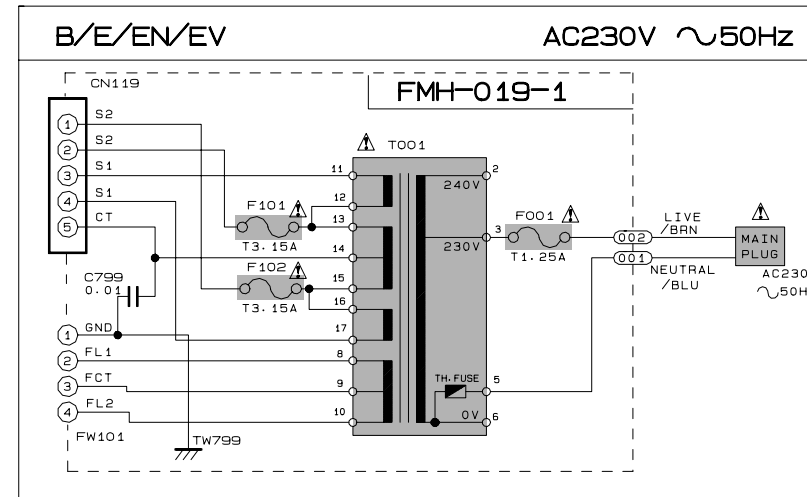 B/E/EN/EV
AC230V ∿50Hz
CN119
FMH-019-1
1 S2
2 S2
3 S1
4 S1
5 CT
T001
11
12
13
14
15
16
17
8
9
10
F101
T3.15A
F102
T3.15A
C799
0.01
2
240V
3
230V
F001
T1.25A
002
LIVE
/BRN
001
NEUTRAL
/BLU
MAIN
PLUG
AC230
∿50H
1 GND
2 FL1
3 FCT
4 FL2
FW101
TW799
TH.FUSE
5
0V
6